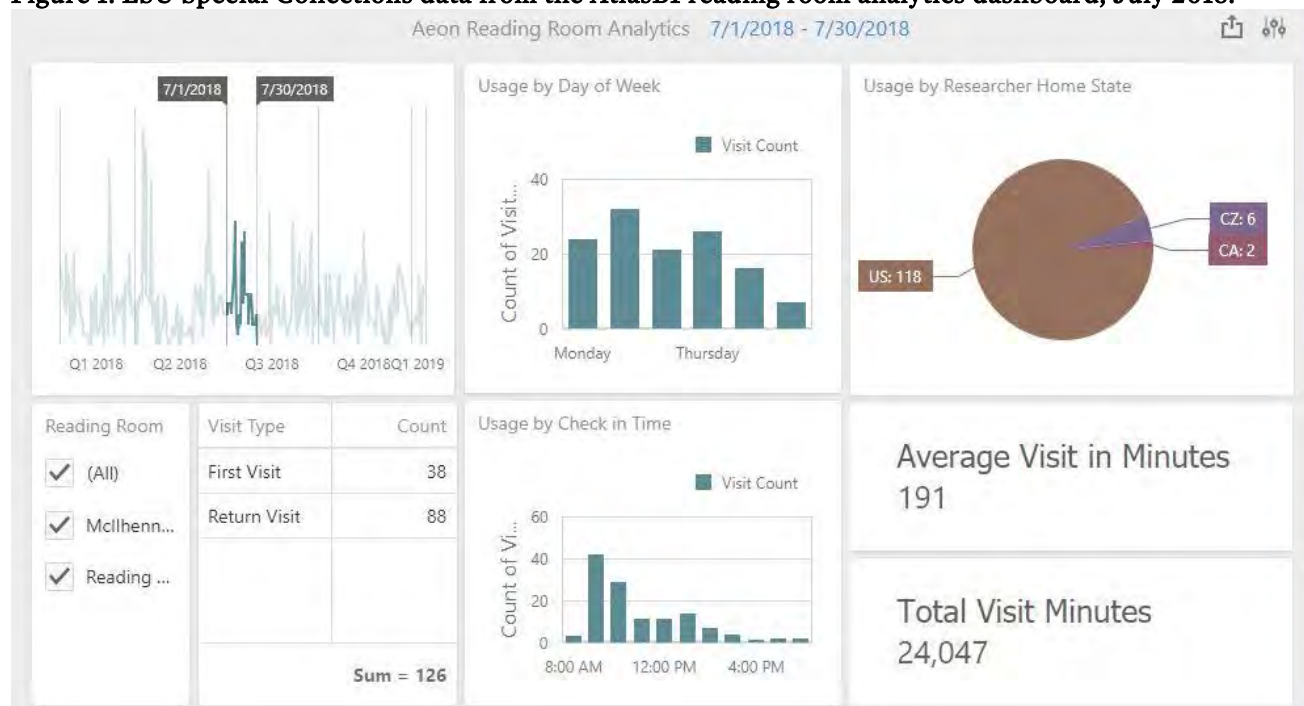 Figure 1. LSU Special Collections data from the AtlasBI reading room analytics dashboard, July 2018.
Aeon Reading Room Analytics 7/1/2018 - 7/30/2018
7/1/2018 7/30/2018
Q1 2018 Q2 2018 Q3 2018 Q4 2018Q1 2019
Usage by Day of Week
Visit Count
Count of Visit...
40
20
0
Monday Thursday
Usage by Researcher Home State
CZ: 6
CA: 2
US: 118
Reading Room
(All)
McIlhenn...
Reading ...
Visit Type Count
First Visit 38
Return Visit 88
Sum = 126
Usage by Check in Time
Visit Count
Count of Vi...
60
40
20
0
8:00 AM 12:00 PM 4:00 PM
Average Visit in Minutes
191
Total Visit Minutes
24,047